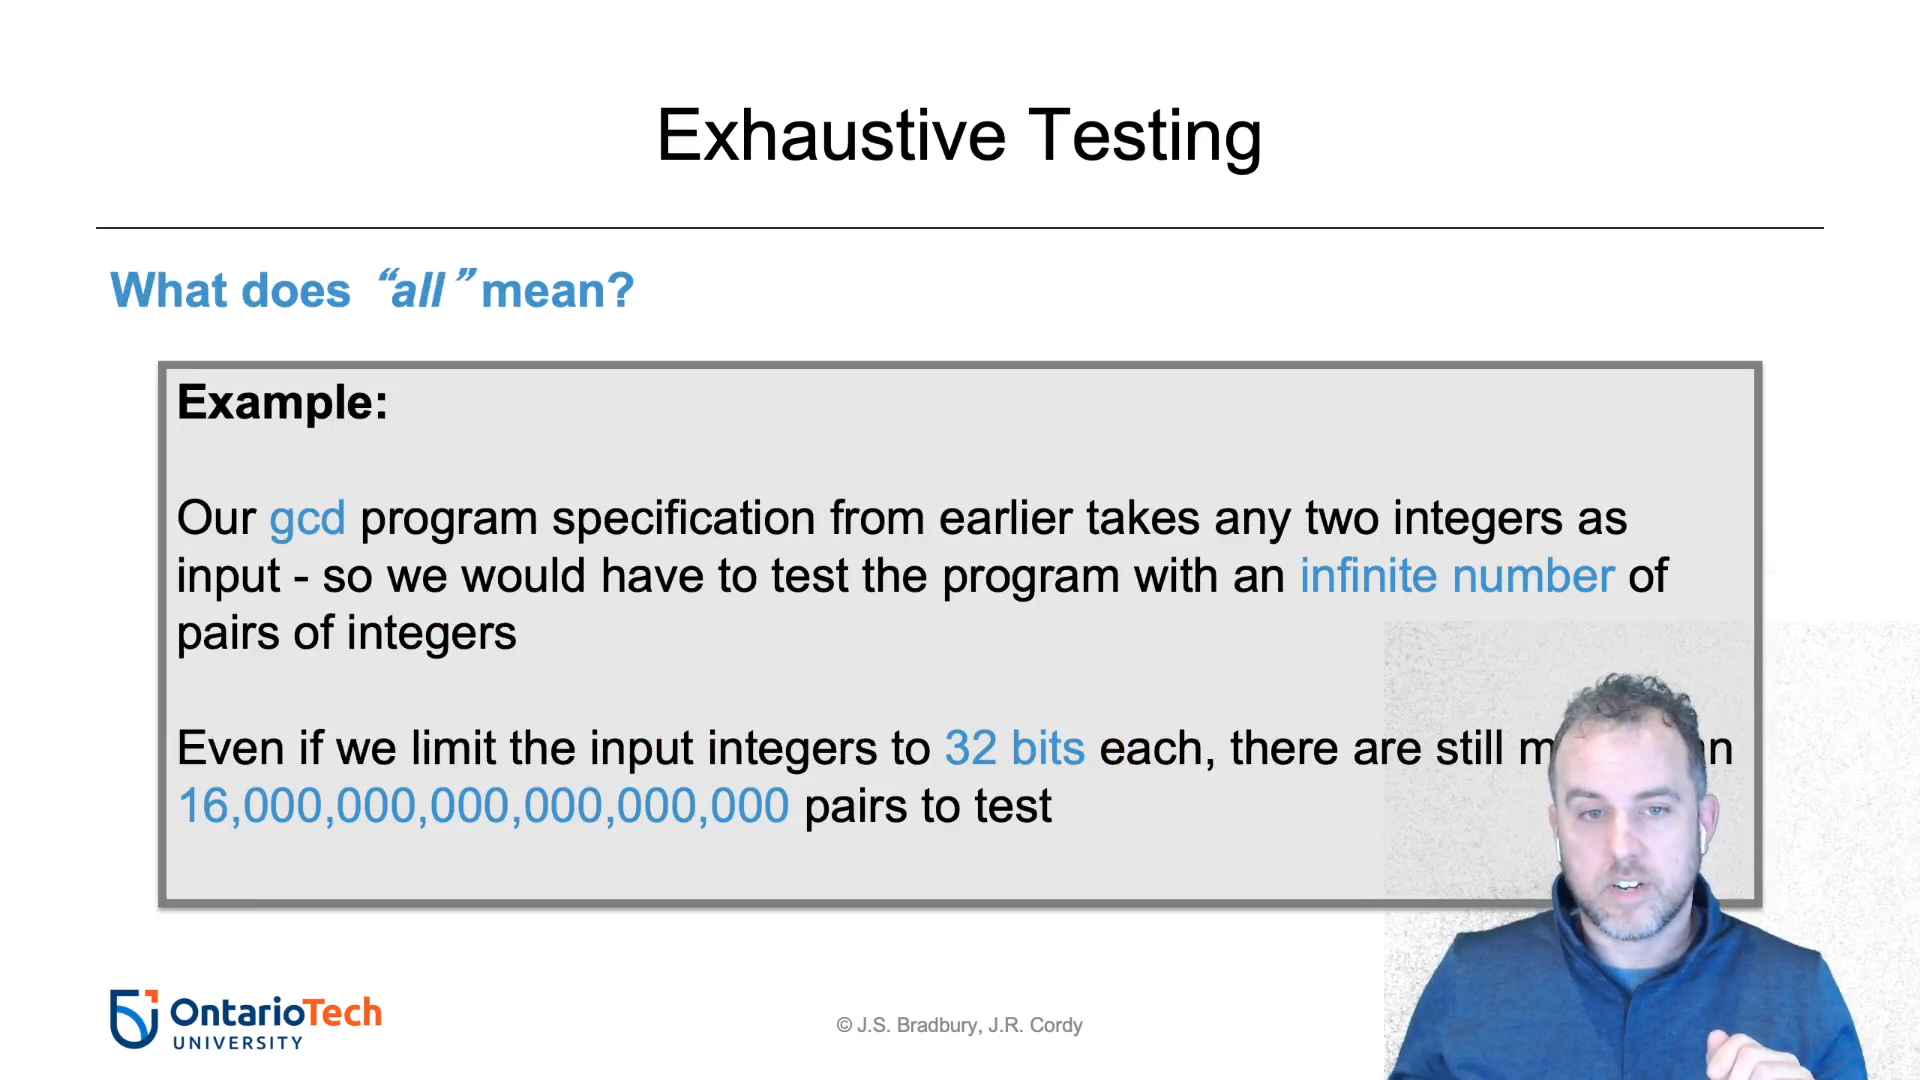 Exhaustive Testing
What does “all” mean?
Example:
Our gcd program specification from earlier takes any two integers as
input - so we would have to test the program with an infinite number of
pairs of integers
Even if we limit the input integers to 32 bits each, there are still
16,000,000,000,000,000,000 pairs to test
OntarioTech
UNIVERSITY
© J.S. Bradbury, J.R. Cordy